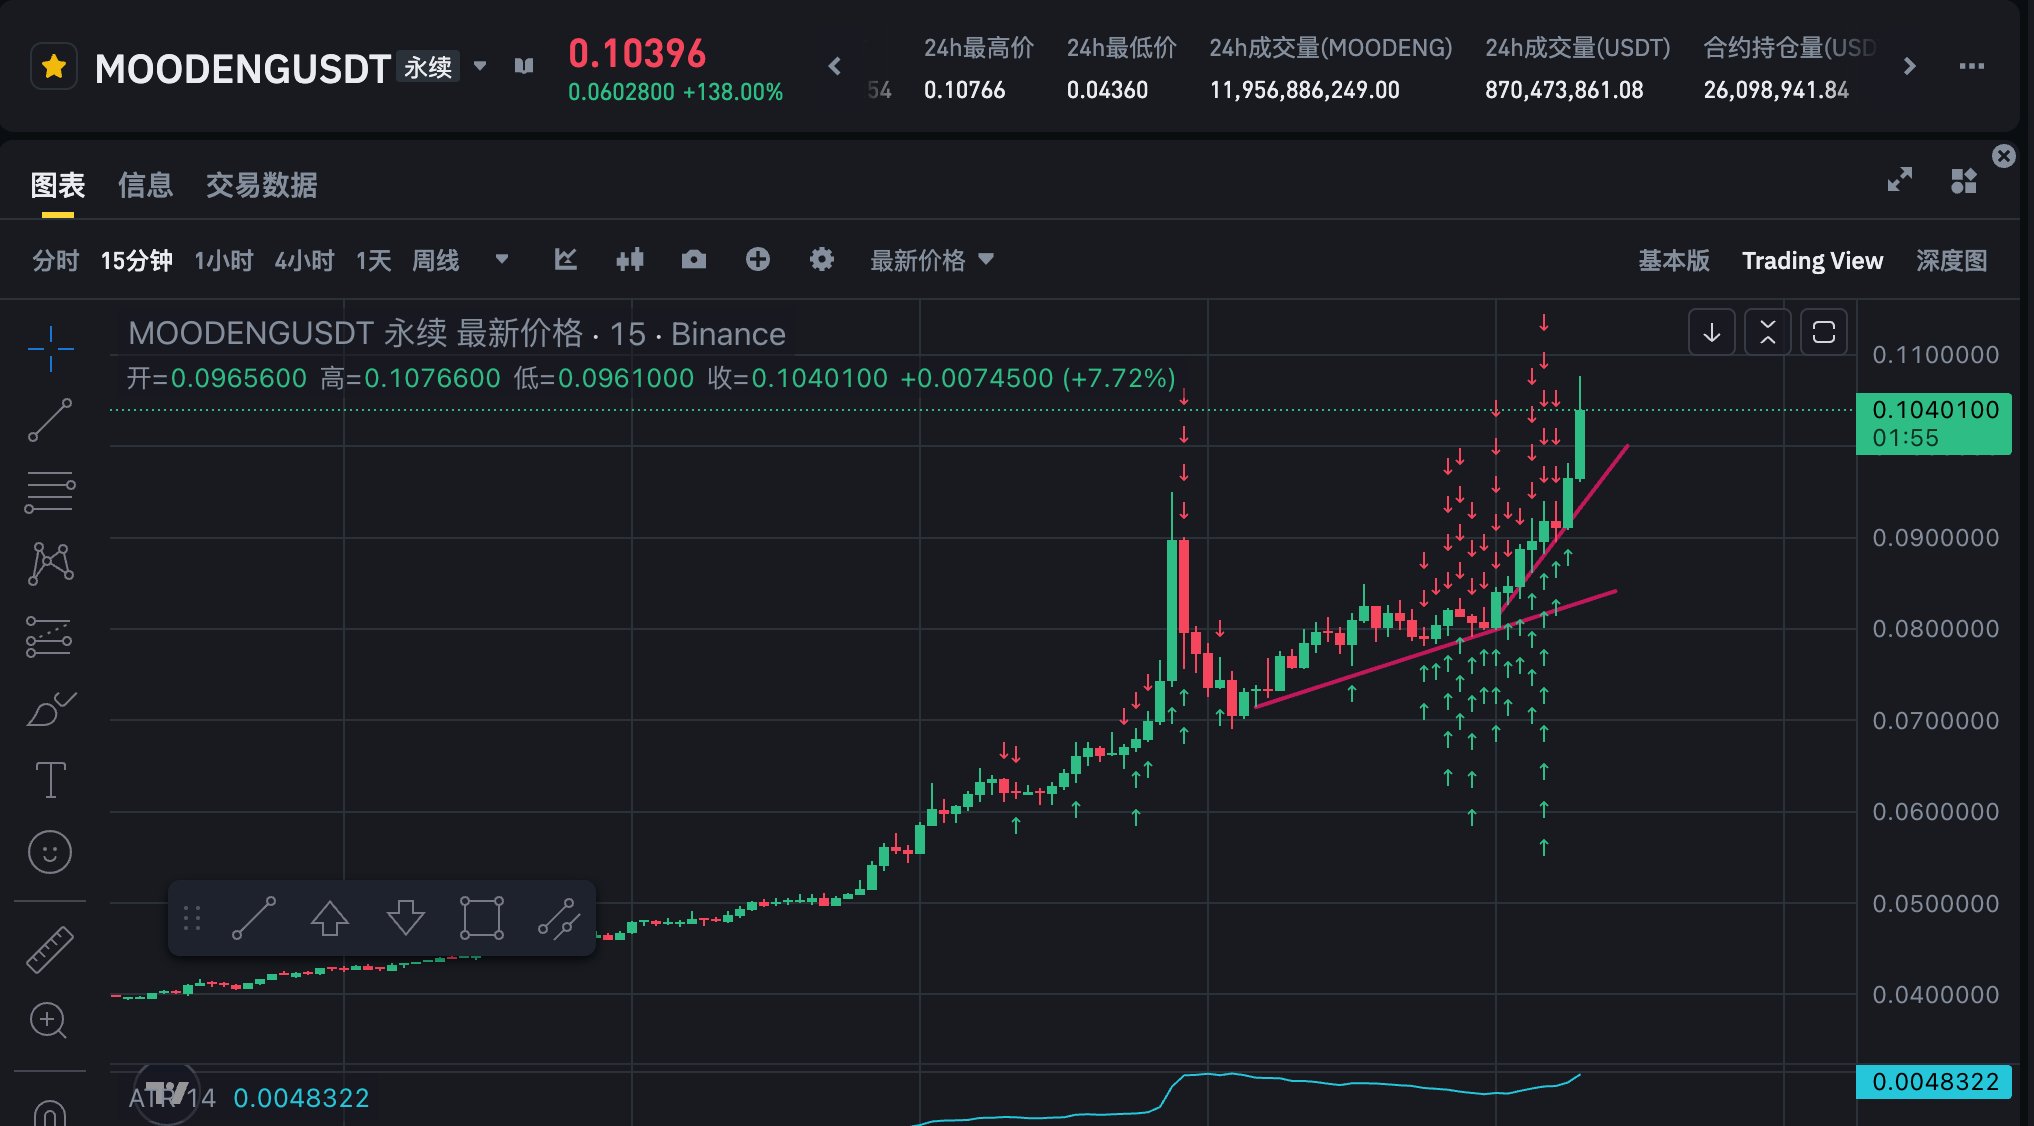 MOODENGUSDT 永续
0.10396
0.0602800 +138.00%
54
24h最高价
0.10766
24h最低价
0.04360
24h成交量(MOODENG)
11,956,886,249.00
24h成交量(USDT)
870,473,861.08
合约持仓量(USD
26,098,941.84
图表 信息 交易数据
分时 15分钟 1小时 4小时 1天 周线 最新价格 基本版 Trading View 深度图
MOODENGUSDT 永续 最新价格 · 15 · Binance
开=0.0965600 高=0.1076600 低=0.0961000 收=0.1040100 +0.0074500 (+7.72%)
0.1100000
0.1040100
01:55
0.0900000
0.0800000
0.0700000
0.0600000
0.0500000
0.0400000
ATR 14 0.0048322
0.0048322